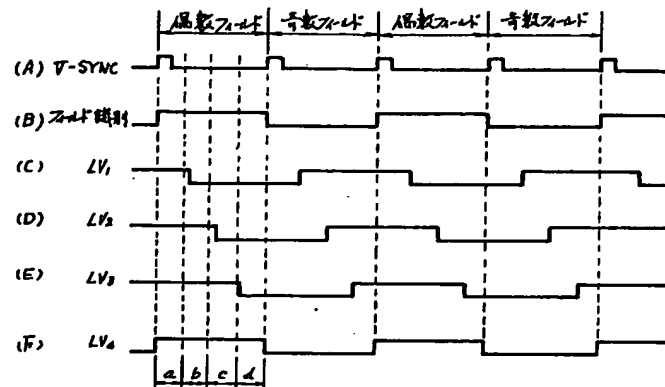 偶数フィールド 奇数フィールド 偶数フィールド 奇数フィールド
(A) V-SYNC
(B) フィールド識別
(C) LV1
(D) LV2
(E) LV3
(F) LV4
a b c d